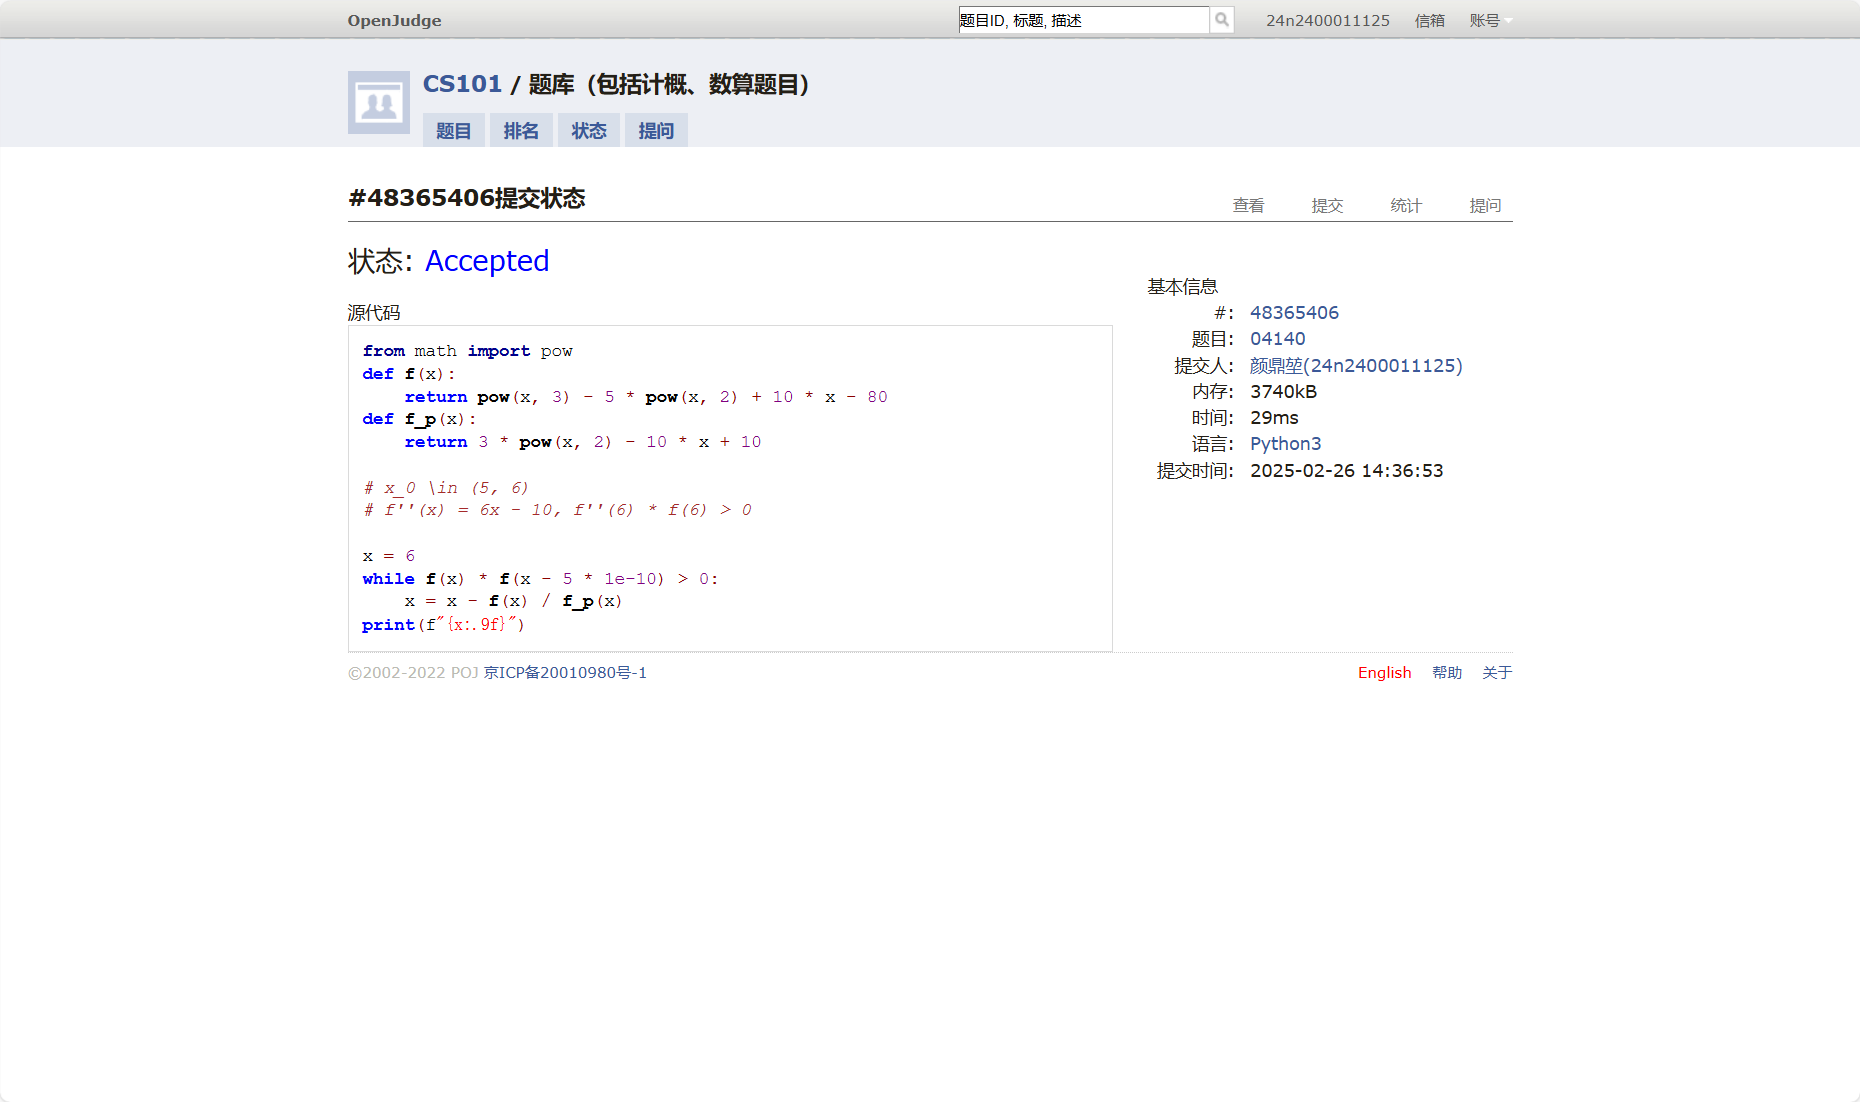 OpenJudge
题目ID, 标题, 描述
24n2400011125 信箱 账号
CS101 / 题库（包括计概、数算题目）
题目 排名 状态 提问
#48365406提交状态
查看 提交 统计 提问
状态: Accepted
源代码
from math import pow
def f(x):
    return pow(x, 3) - 5 * pow(x, 2) + 10 * x - 80
def f_p(x):
    return 3 * pow(x, 2) - 10 * x + 10
# x_0 \in (5, 6)
# f''(x) = 6x - 10, f''(6) * f(6) > 0
x = 6
while f(x) * f(x - 5 * 1e-10) > 0:
    x = x - f(x) / f_p(x)
print(f"{x:.9f}")
基本信息
#: 48365406
题目: 04140
提交人: 颜鼎堃(24n2400011125)
内存: 3740kB
时间: 29ms
语言: Python3
提交时间: 2025-02-26 14:36:53
©2002-2022 POJ 京ICP备20010980号-1
English 帮助 关于